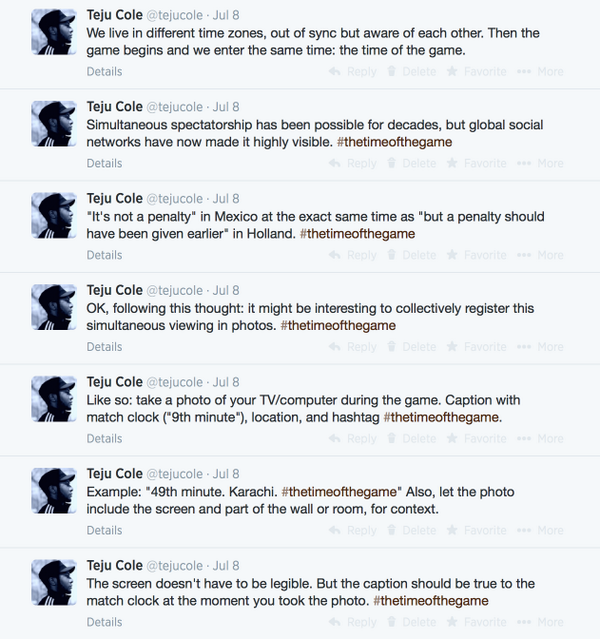 Teju Cole @tejucole · Jul 8
We live in different time zones, out of sync but aware of each other. Then the
game begins and we enter the same time: the time of the game.
Details Reply Delete Favorite More
Teju Cole @tejucole · Jul 8
Simultaneous spectatorship has been possible for decades, but global social
networks have now made it highly visible. #thetimeofthegame
Details Reply Delete Favorite More
Teju Cole @tejucole · Jul 8
"It's not a penalty" in Mexico at the exact same time as "but a penalty should
have been given earlier" in Holland. #thetimeofthegame
Details Reply Delete Favorite More
Teju Cole @tejucole · Jul 8
OK, following this thought: it might be interesting to collectively register this
simultaneous viewing in photos. #thetimeofthegame
Details Reply Delete Favorite More
Teju Cole @tejucole · Jul 8
Like so: take a photo of your TV/computer during the game. Caption with
match clock ("9th minute"), location, and hashtag #thetimeofthegame.
Details Reply Delete Favorite More
Teju Cole @tejucole · Jul 8
Example: "49th minute. Karachi. #thetimeofthegame" Also, let the photo
include the screen and part of the wall or room, for context.
Details Reply Delete Favorite More
Teju Cole @tejucole · Jul 8
The screen doesn't have to be legible. But the caption should be true to the
match clock at the moment you took the photo. #thetimeofthegame
Details Reply Delete Favorite More